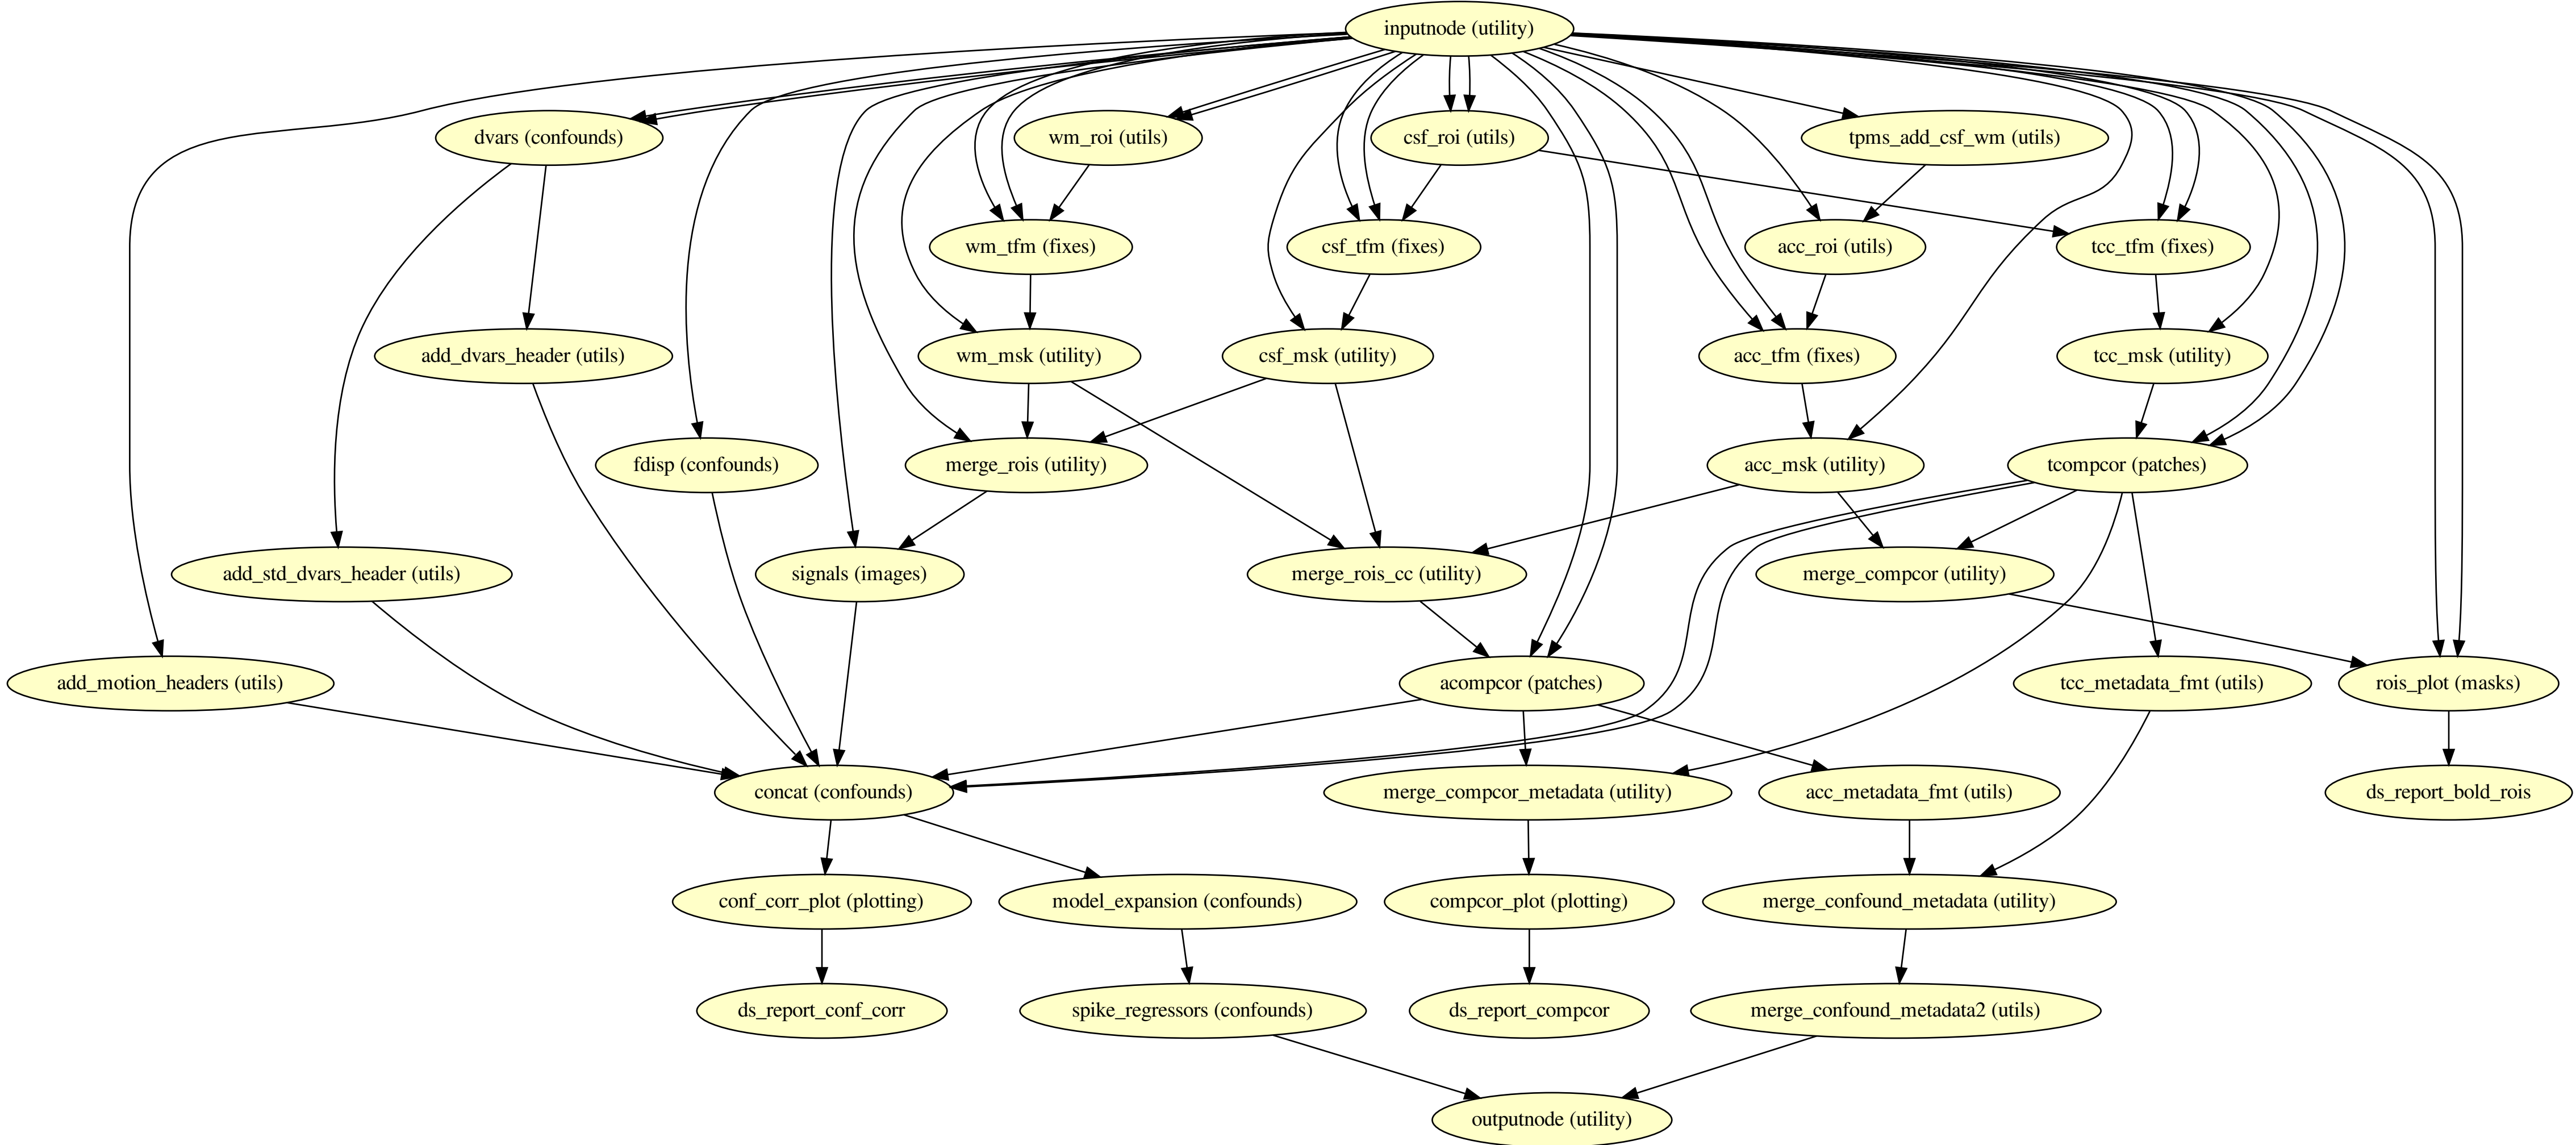 inputnode (utility)
dvars (confounds)
wm_roi (utils)
csf_roi (utils)
tpms_add_csf_wm (utils)
wm_tfm (fixes)
csf_tfm (fixes)
acc_roi (utils)
tcc_tfm (fixes)
add_dvars_header (utils)
wm_msk (utility)
csf_msk (utility)
acc_tfm (fixes)
tcc_msk (utility)
fdisp (confounds)
merge_rois (utility)
acc_msk (utility)
tcompcor (patches)
add_std_dvars_header (utils)
signals (images)
merge_rois_cc (utility)
merge_compcor (utility)
add_motion_headers (utils)
acompcor (patches)
tcc_metadata_fmt (utils)
rois_plot (masks)
concat (confounds)
merge_compcor_metadata (utility)
acc_metadata_fmt (utils)
ds_report_bold_rois
conf_corr_plot (plotting)
model_expansion (confounds)
compcor_plot (plotting)
merge_confound_metadata (utility)
ds_report_conf_corr
spike_regressors (confounds)
ds_report_compcor
merge_confound_metadata2 (utils)
outputnode (utility)